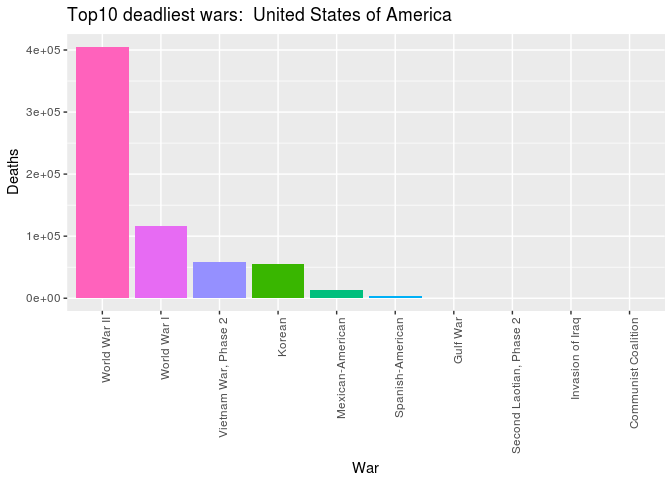 Top10 deadliest wars:  United States of America
4e+05
3e+05
2e+05
1e+05
0e+00
Deaths
World War II
World War I
Vietnam War, Phase 2
Korean
Mexican-American
Spanish-American
Gulf War
Second Laotian, Phase 2
Invasion of Iraq
Communist Coalition
War